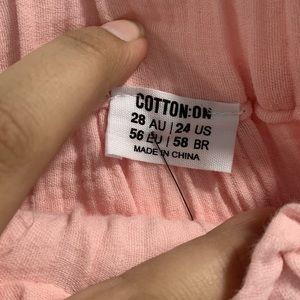 COTTON:ON
28 AU | 24 US
56 EU | 58 BR
MADE IN CHINA